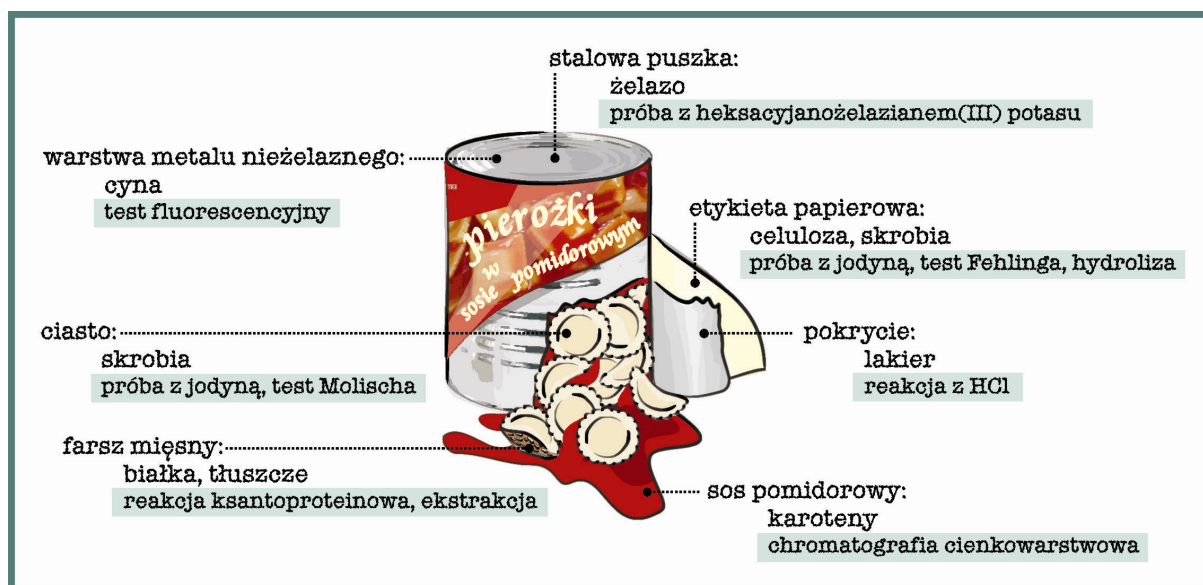 stalowa puszka:
żelazo
próba z heksacyjanożelazianem(III) potasu
warstwa metalu nieżelaznego:
cyna
test fluorescencyjny
pierożki
w
sosie pomidorowym
etykieta papierowa:
celuloza, skrobia
próba z jodyną, test Fehlinga, hydroliza
ciasto:
skrobia
próba z jodyną, test Molischa
pokrycie:
lakier
reakcja z HCl
farsz mięsny:
białka, tłuszcze
reakcja ksantoproteinowa, ekstrakcja
sos pomidorowy:
karoteny
chromatografia cienkowarstwowa